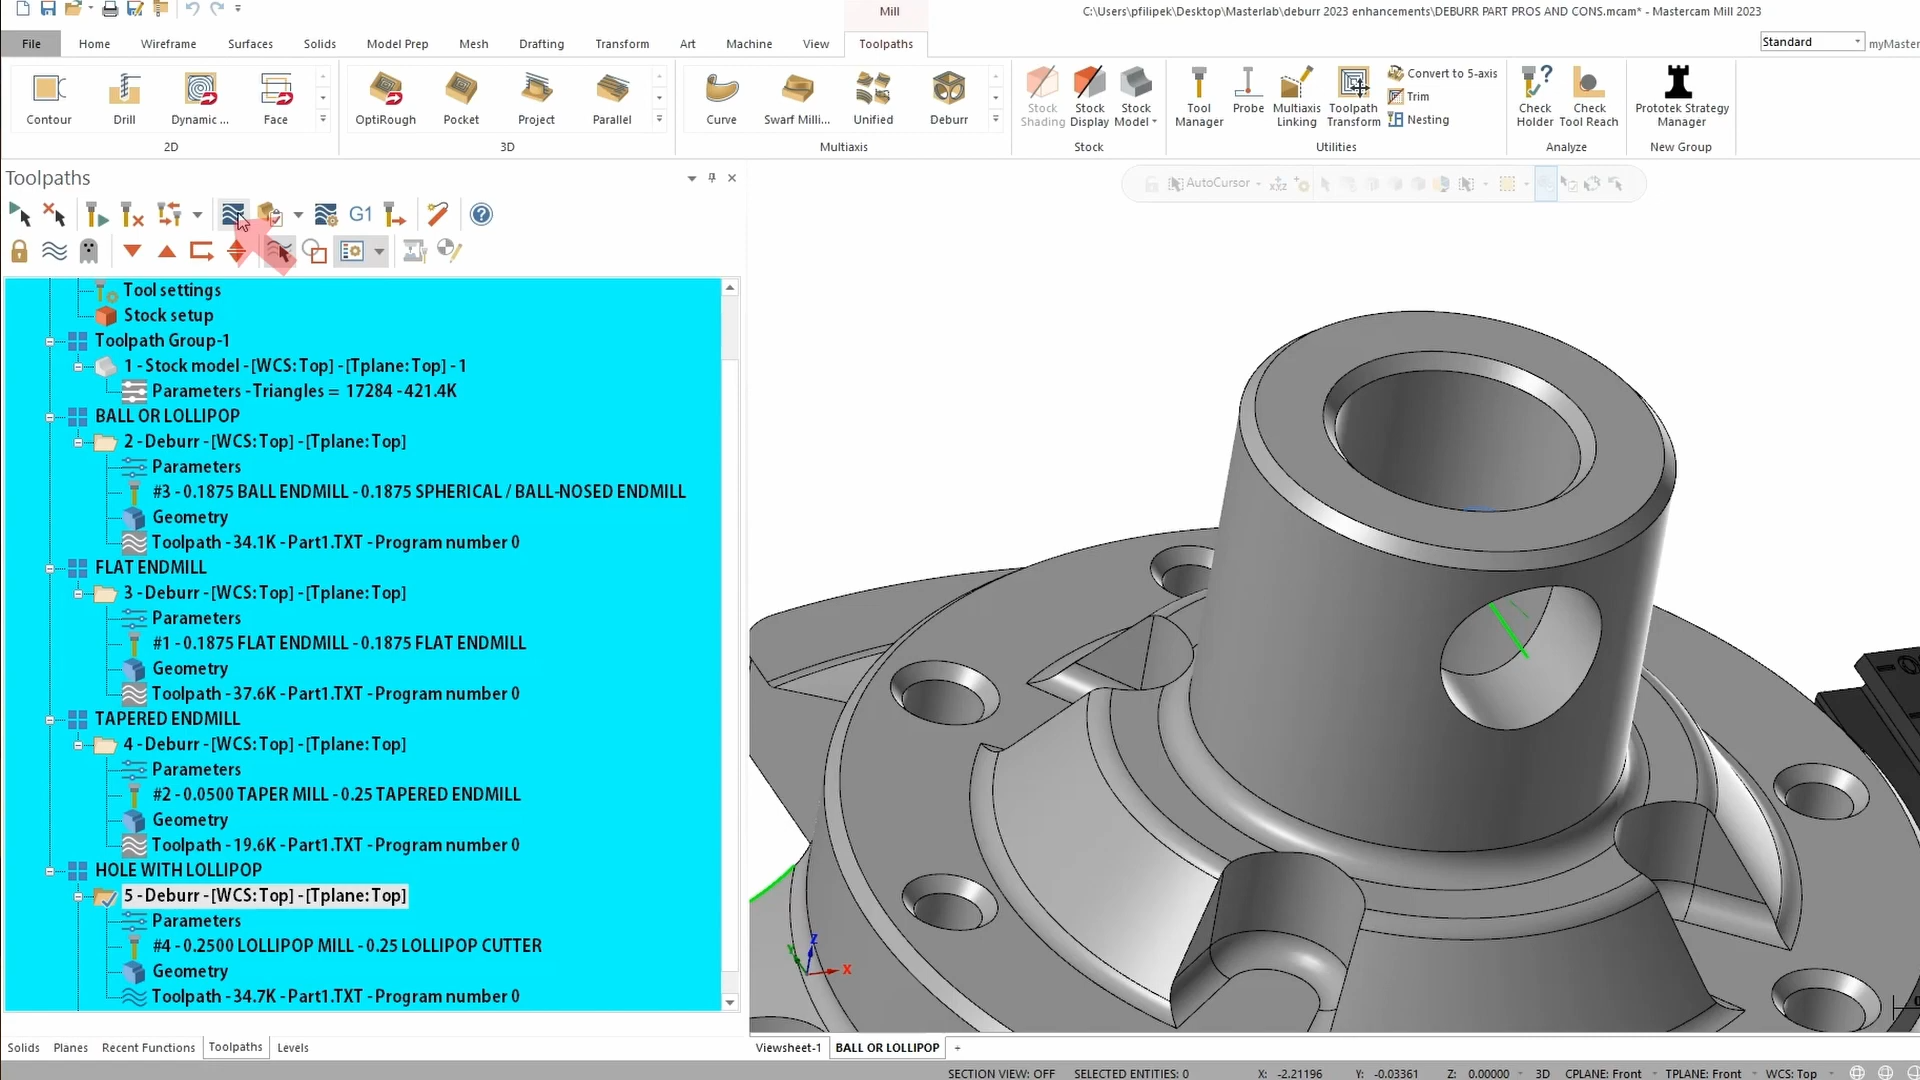 Mill
C:\Users\pfilipek\Desktop\Masterlab\deburr 2023 enhancements\DEBURR PART PROS AND CONS.mcam* - Mastercam Mill 2023
File Home Wireframe Surfaces Solids Model Prep Mesh Drafting Transform Art Machine View Toolpaths
Standard
myMaster
Contour Drill Dynamic ... Face
2D
OptiRough Pocket Project Parallel
3D
Curve Swarf Milli... Unified Deburr
Multiaxis
Stock Shading
Stock Display
Stock Model
Stock
Tool Manager
Probe
Multiaxis Linking
Toolpath Transform
Convert to 5-axis
Trim
Nesting
Utilities
Check Holder
Check Tool Reach
Analyze
Prototek Strategy Manager
New Group
Toolpaths
G1
AutoCursor
xyz
Tool settings
Stock setup
Toolpath Group-1
1 - Stock model - [WCS: Top] - [Tplane: Top] - 1
Parameters - Triangles = 17284 - 421.4K
BALL OR LOLLIPOP
2 - Deburr - [WCS: Top] - [Tplane: Top]
Parameters
#3 - 0.1875 BALL ENDMILL - 0.1875 SPHERICAL / BALL-NOSED ENDMILL
Geometry
Toolpath - 34.1K - Part1.TXT - Program number 0
FLAT ENDMILL
3 - Deburr - [WCS: Top] - [Tplane: Top]
Parameters
#1 - 0.1875 FLAT ENDMILL - 0.1875 FLAT ENDMILL
Geometry
Toolpath - 37.6K - Part1.TXT - Program number 0
TAPERED ENDMILL
4 - Deburr - [WCS: Top] - [Tplane: Top]
Parameters
#2 - 0.0500 TAPER MILL - 0.25 TAPERED ENDMILL
Geometry
Toolpath - 19.6K - Part1.TXT - Program number 0
HOLE WITH LOLLIPOP
5 - Deburr - [WCS: Top] - [Tplane: Top]
Parameters
#4 - 0.2500 LOLLIPOP MILL - 0.25 LOLLIPOP CUTTER
Geometry
Toolpath - 34.7K - Part1.TXT - Program number 0
Z
Y
X
Solids Planes Recent Functions Toolpaths Levels
Viewsheet-1 BALL OR LOLLIPOP +
SECTION VIEW: OFF SELECTED ENTITIES: 0 X: -2.21196 Y: -0.03361 Z: 0.00000 3D CPLANE: Front TPLANE: Front WCS: Top